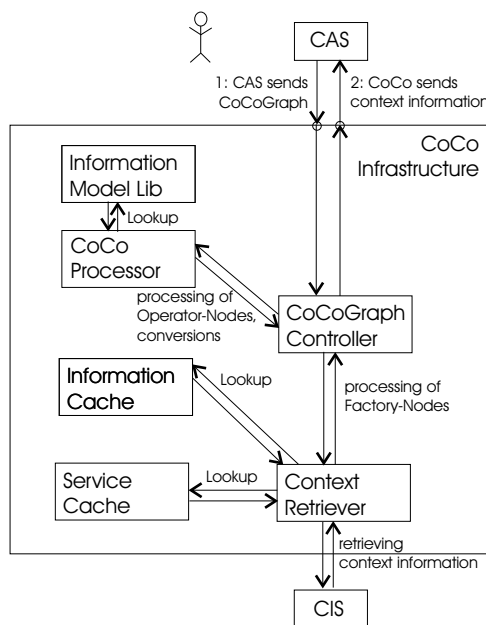 CAS
1: CAS sends
CoCoGraph
2: CoCo sends
context information
CoCo
Infrastructure
Information
Model Lib
Lookup
CoCo
Processor
processing of
Operator-Nodes,
conversions
CoCoGraph
Controller
Information
Cache
Lookup
processing of
Factory-Nodes
Service
Cache
Lookup
Context
Retriever
retrieving
context information
CIS